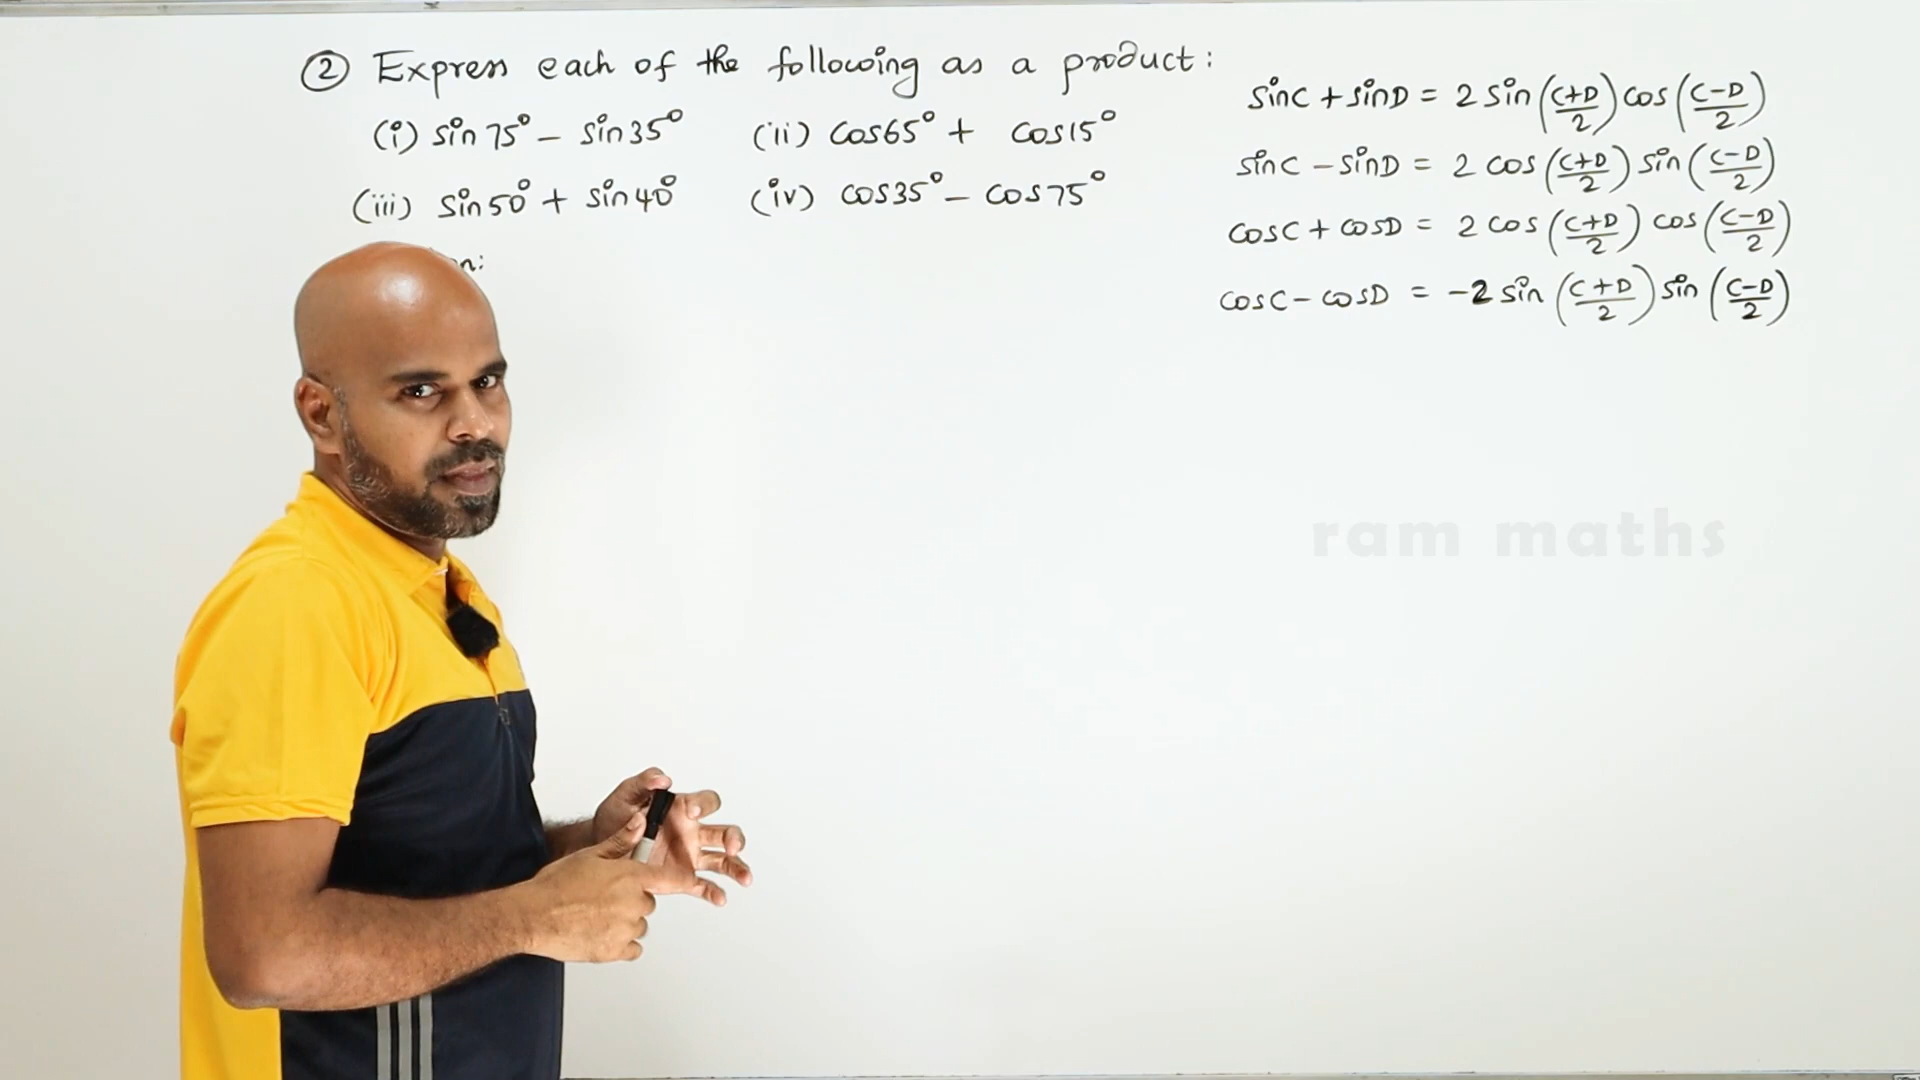 ② Express each of the following as a product:
(i) sin 75° – sin 35° (ii) cos 65° + cos 15°
(iii) sin 50° + sin 40° (iv) cos 35° – cos 75°
n:
sinC + sinD = 2 sin (C+D/2) cos (C–D/2)
sinC – sinD = 2 cos (C+D/2) sin (C–D/2)
cosC + cosD = 2 cos (C+D/2) cos (C–D/2)
cosC – cosD = -2 sin (C+D/2) sin (C–D/2)
ram maths